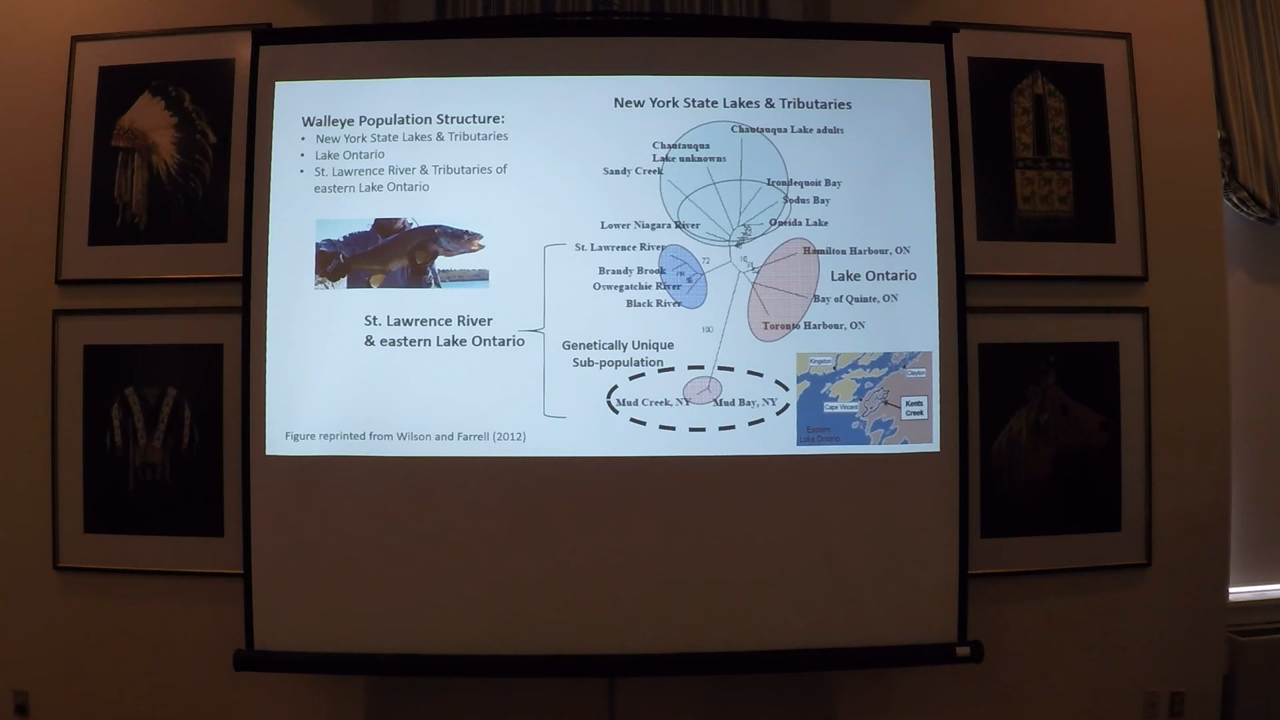 Walleye Population Structure:
• New York State Lakes & Tributaries
• Lake Ontario
• St. Lawrence River & Tributaries of
eastern Lake Ontario
St. Lawrence River
& eastern Lake Ontario
Figure reprinted from Wilson and Farrell (2012)
New York State Lakes & Tributaries
Chautauqua Lake adults
Chautauqua
Lake unknowns
Sandy Creek
Irondequoit Bay
Sodus Bay
Oneida Lake
Lower Niagara River
St. Lawrence River
Brandy Brook
Oswegatchie River
Black River
72
Hamilton Harbour, ON
Lake Ontario
Bay of Quinte, ON
Toronto Harbour, ON
100
Genetically Unique
Sub-population
Mud Creek, NY
Mud Bay, NY
Kingston
Clayton
Cape Vincent
Kents
Creek
Eastern
Lake Ontario